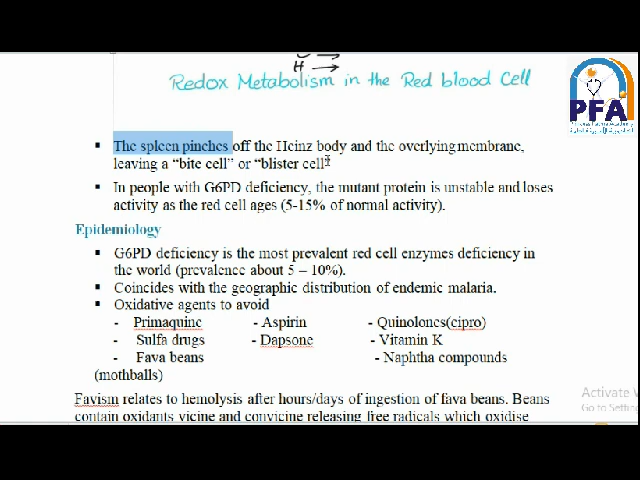 H →
Redox Metabolism in the Red blood Cell
PFA
▪ The spleen pinches off the Heinz body and the overlying membrane,
leaving a “bite cell” or “blister cell”
▪ In people with G6PD deficiency, the mutant protein is unstable and loses
activity as the red cell ages (5-15% of normal activity).
Epidemiology
▪ G6PD deficiency is the most prevalent red cell enzymes deficiency in
the world (prevalence about 5 – 10%).
▪ Coincides with the geographic distribution of endemic malaria.
▪ Oxidative agents to avoid
- Primaquine - Aspirin - Quinolones(cipro)
- Sulfa drugs - Dapsone - Vitamin K
- Fava beans - Naphtha compounds
(mothballs)
Activate
Go to Setting
Favism relates to hemolysis after hours/days of ingestion of fava beans. Beans
contain oxidants vicine and convicine releasing free radicals which oxidise